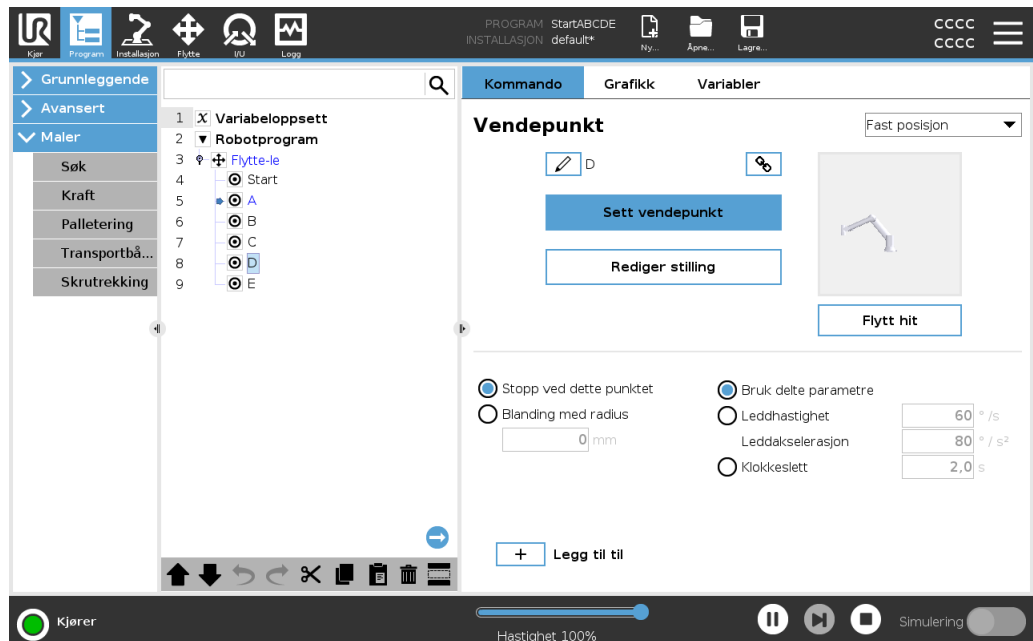 UR
Kjør
Program
Installasjon
Flytte
I/U
Logg
PROGRAM StartABCDE
INSTALLASJON default*
Ny...
Åpne...
Lagre...
CCCC
CCCC
Grunnleggende
Avansert
Maler
Søk
Kraft
Palletering
Transportbå...
Skrutrekking
1 X Variabeloppsett
2 Robotprogram
3 Flytte-le
4 Start
5 A
6 B
7 C
8 D
9 E
Kommando Grafikk Variabler
Vendepunkt
Fast posisjon
D
Sett vendepunkt
Rediger stilling
Flytt hit
Stopp ved dette punktet
Blanding med radius
0 mm
Bruk delte parametre
Leddhastighet 60 °/s
Leddakselerasjon 80 °/s²
Klokkeslett 2,0 s
+ Legg til til
Kjører
Hastighet 100%
Simulering